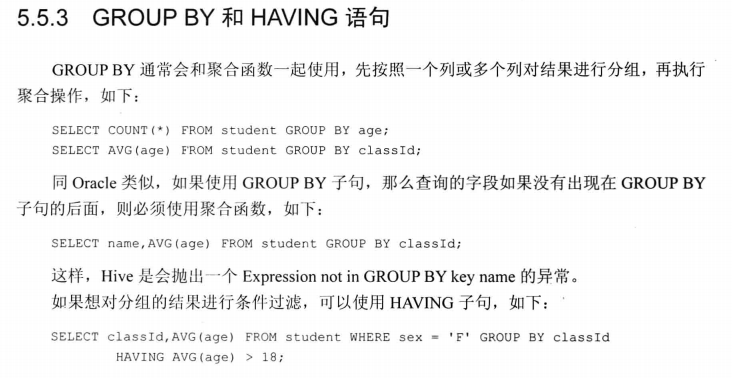 5.5.3 GROUP BY 和 HAVING 语句
GROUP BY 通常会和聚合函数一起使用，先按照一个列或多个列对结果进行分组，再执行
聚合操作，如下：
SELECT COUNT(*) FROM student GROUP BY age;
SELECT AVG(age) FROM student GROUP BY classId;
同 Oracle 类似，如果使用 GROUP BY 子句，那么查询的字段如果没有出现在 GROUP BY
子句的后面，则必须使用聚合函数，如下：
SELECT name,AVG(age) FROM student GROUP BY classId;
这样，Hive 是会抛出一个 Expression not in GROUP BY key name 的异常。
如果想对分组的结果进行条件过滤，可以使用 HAVING 子句，如下：
SELECT classId,AVG(age) FROM student WHERE sex = 'F' GROUP BY classId
HAVING AVG(age) > 18;